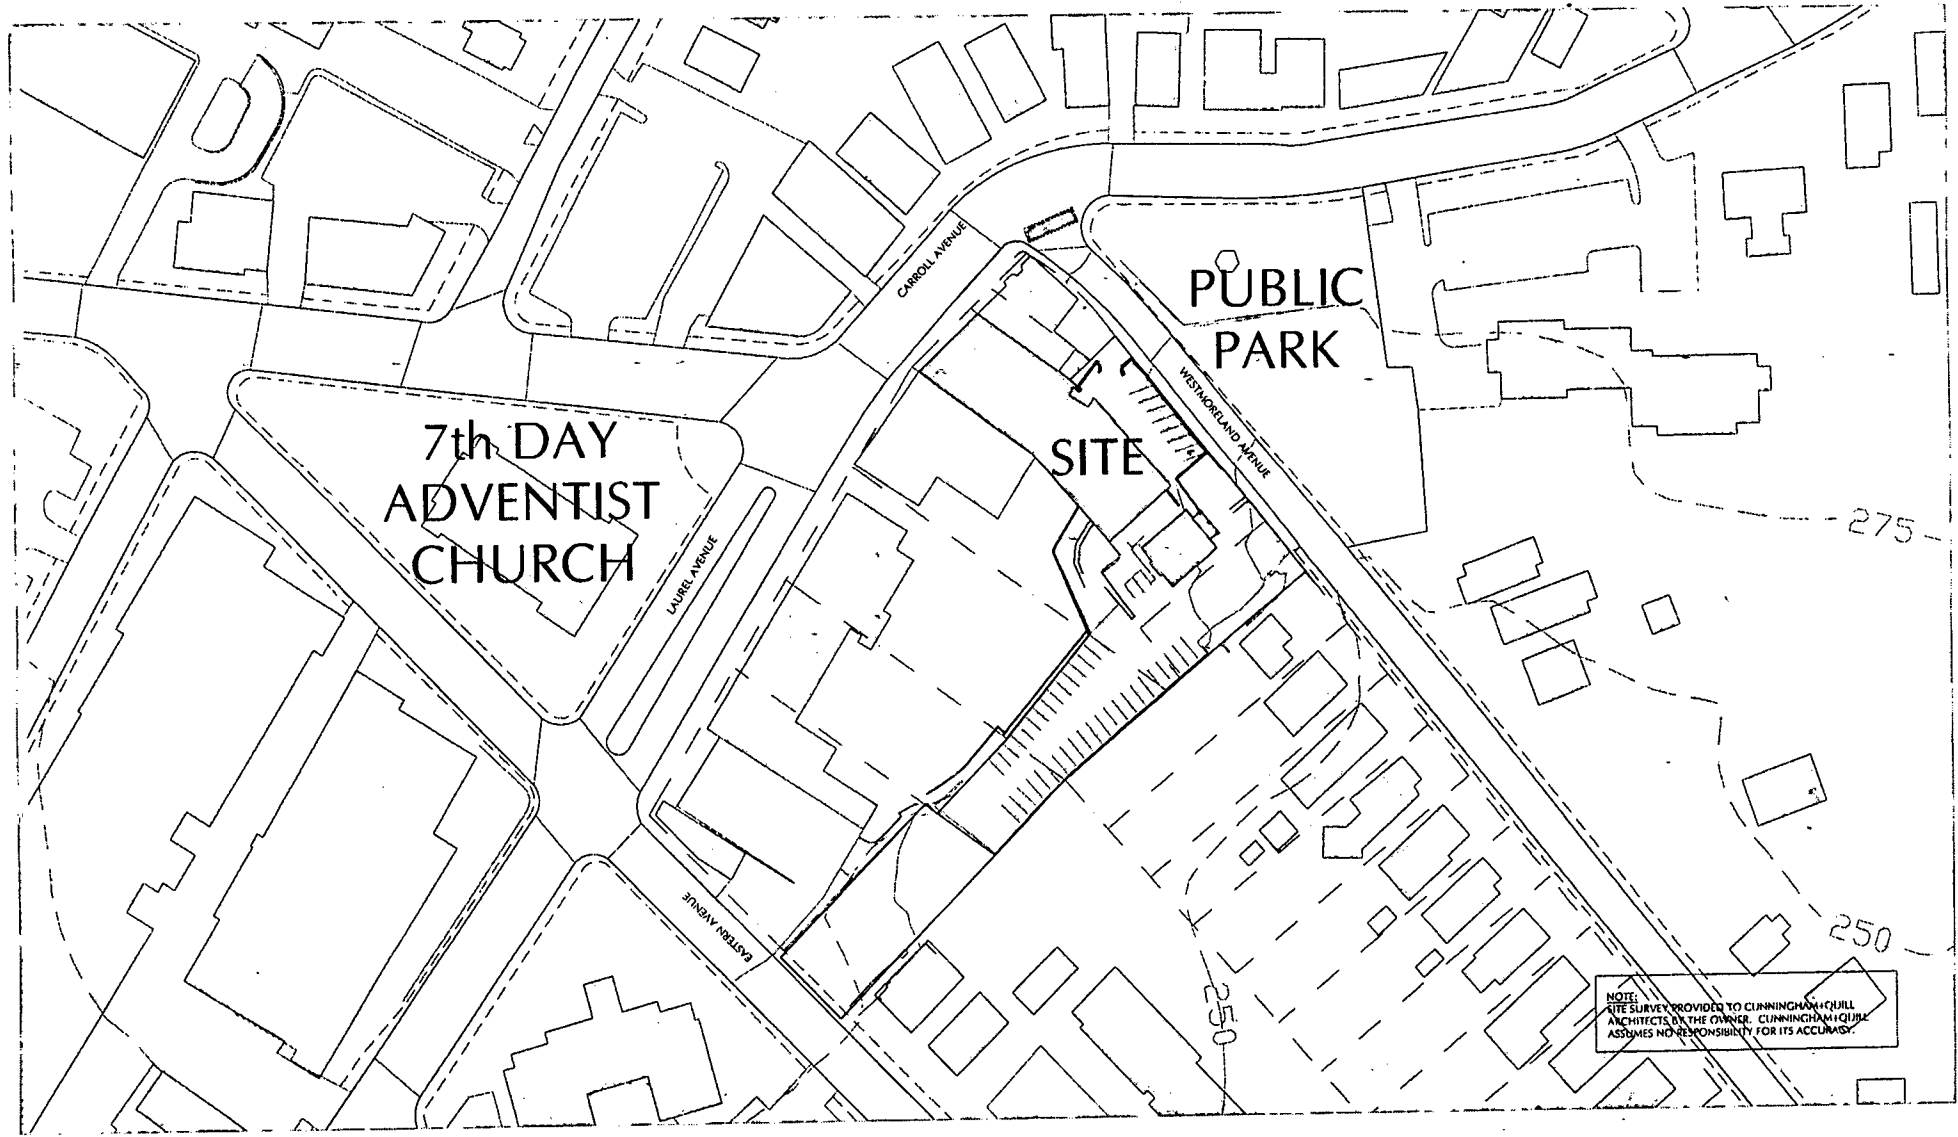 CARROLL AVENUE
PUBLIC
PARK
WESTMORELAND AVENUE
7th DAY
ADVENTIST
CHURCH
SITE
LAUREL AVENUE
275
EASTERN AVENUE
250
250
NOTE:
SITE SURVEY PROVIDED TO CUNNINGHAM+QUILL
ARCHITECTS BY THE OWNER. CUNNINGHAM+QUILL
ASSUMES NO RESPONSIBILITY FOR ITS ACCURACY.